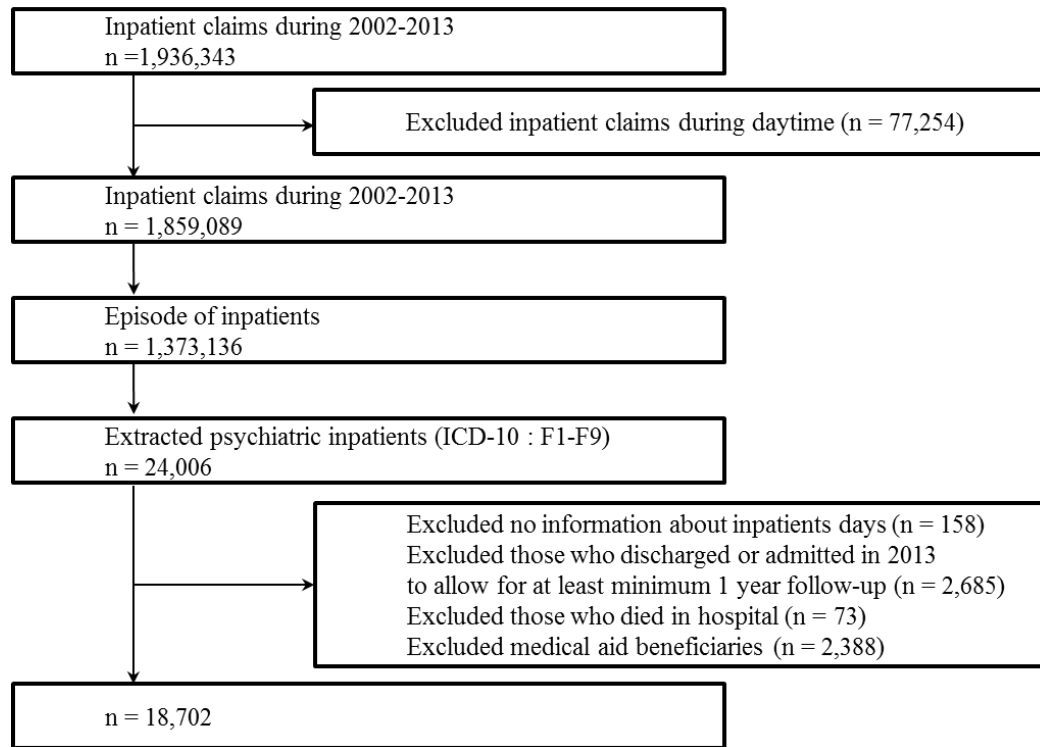 Inpatient claims during 2002-2013
n =1,936,343
Excluded inpatient claims during daytime (n = 77,254)
Inpatient claims during 2002-2013
n = 1,859,089
Episode of inpatients
n = 1,373,136
Extracted psychiatric inpatients (ICD-10 : F1-F9)
n = 24,006
Excluded no information about inpatients days (n = 158)
Excluded those who discharged or admitted in 2013
to allow for at least minimum 1 year follow-up (n = 2,685)
Excluded those who died in hospital (n = 73)
Excluded medical aid beneficiaries (n = 2,388)
n = 18,702